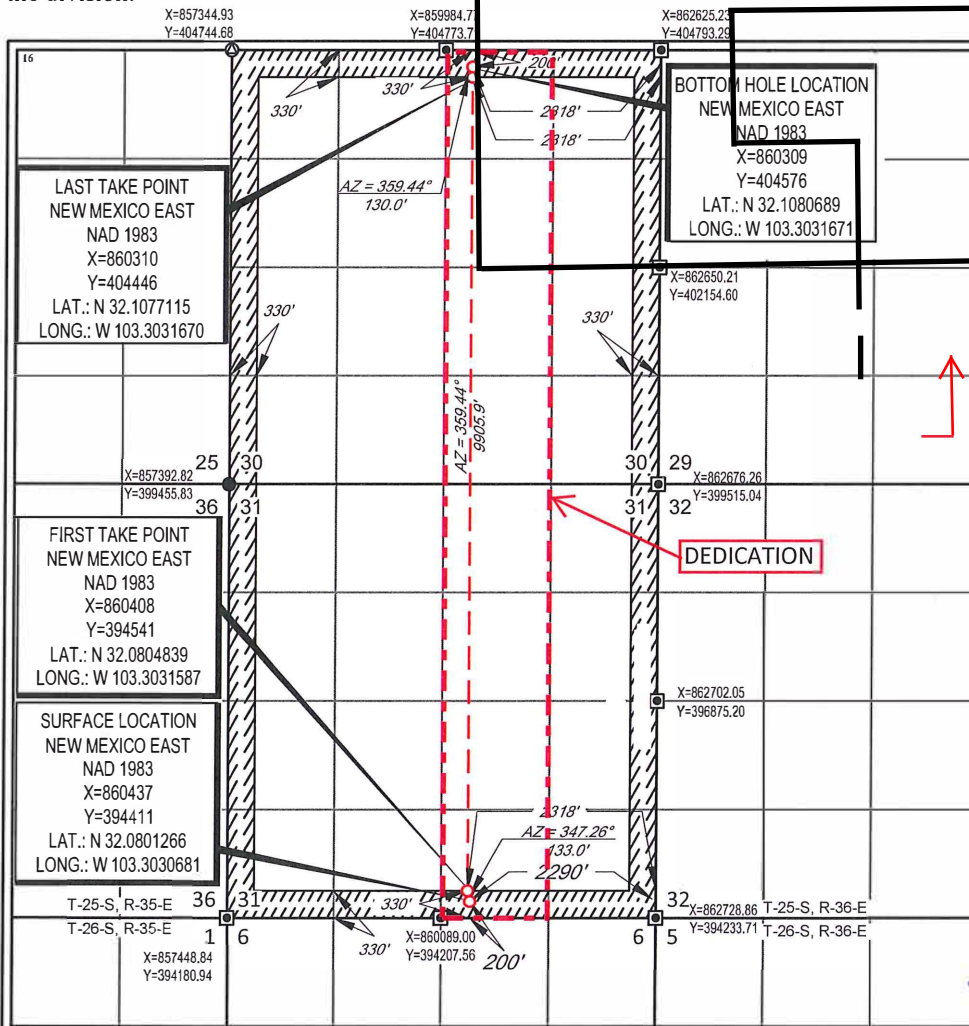 X=857344.93
Y=404744.68
X=859984.7
Y=404773.7
X=862625.23
Y=404793.29
16
200'
330'
330'
2318'
2318'
BOTTOM HOLE LOCATION
NEW MEXICO EAST
NAD 1983
X=860309
Y=404576
LAT.: N 32.1080689
LONG.: W 103.3031671
LAST TAKE POINT
NEW MEXICO EAST
NAD 1983
X=860310
Y=404446
LAT.: N 32.1077115
LONG.: W 103.3031670
AZ = 359.44°
130.0'
X=862650.21
Y=402154.60
330'
330'
AZ = 359.44°
9905.9'
25 30
30 29
X=857392.82
Y=399455.83
X=862676.26
Y=399515.04
36 31
31 32
FIRST TAKE POINT
NEW MEXICO EAST
NAD 1983
X=860408
Y=394541
LAT.: N 32.0804839
LONG.: W 103.3031587
DEDICATION
X=862702.05
Y=396875.20
SURFACE LOCATION
NEW MEXICO EAST
NAD 1983
X=860437
Y=394411
LAT.: N 32.0801266
LONG.: W 103.3030681
2318'
AZ = 347.26°
133.0'
2290'
330'
T-25-S, R-35-E
36 31
32
X=862728.86
T-25-S, R-36-E
T-26-S, R-35-E
Y=394233.71
T-26-S, R-36-E
1 6
6 5
330'
X=860089.00
Y=394207.56
200'
X=857448.84
Y=394180.94